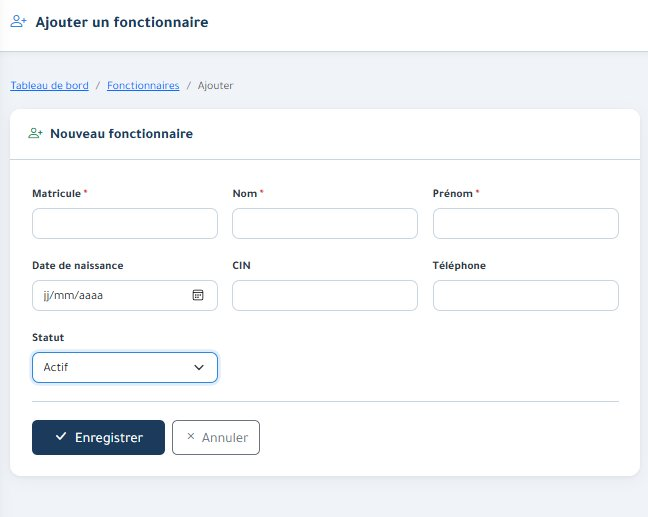 Ajouter un fonctionnaire
Tableau de bord / Fonctionnaires / Ajouter
Nouveau fonctionnaire
Matricule * Nom * Prénom *
Date de naissance CIN Téléphone
jj/mm/aaaa
Statut
Actif
Enregistrer Annuler